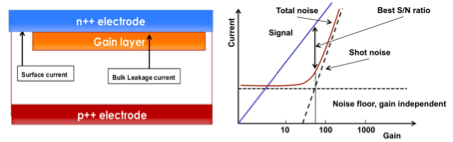 n++ electrode
Gain layer
Surface current
Bulk Leakage current
p++ electrode
Current
Total noise
Best S/N ratio
Signal
Shot noise
Noise floor, gain independent
10 100 1000
Gain